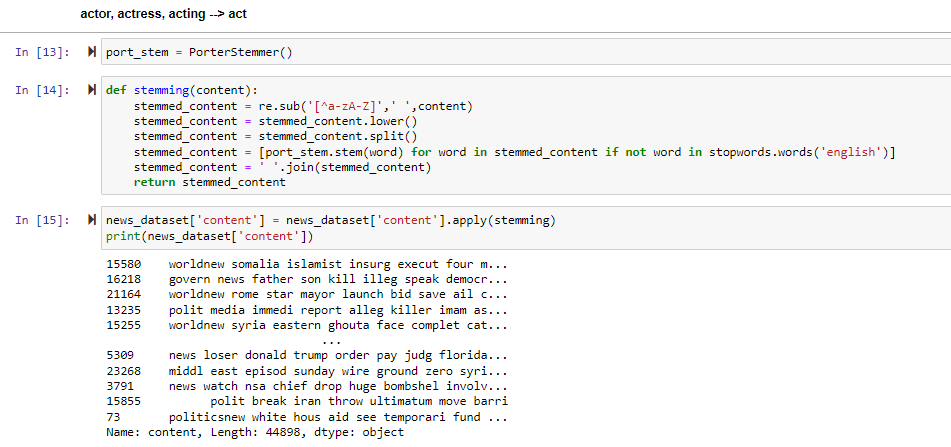 actor, actress, acting --> act
In [13]: port_stem = PorterStemmer()
In [14]: def stemming(content):
    stemmed_content = re.sub('[^a-zA-Z]',' ',content)
    stemmed_content = stemmed_content.lower()
    stemmed_content = stemmed_content.split()
    stemmed_content = [port_stem.stem(word) for word in stemmed_content if not word in stopwords.words('english')]
    stemmed_content = ' '.join(stemmed_content)
    return stemmed_content
In [15]: news_dataset['content'] = news_dataset['content'].apply(stemming)
print(news_dataset['content'])
15580    worldnew somalia islamist insurg execut four m...
16218    govern news father son kill illeg speak democr...
21164    worldnew rome star mayor launch bid save ail c...
13235    polit media immedi report alleg killer imam as...
15255    worldnew syria eastern ghouta face complet cat...
...
5309     news loser donald trump order pay judg florida...
23268    middl east episod sunday wire ground zero syri...
3791     news watch nsa chief drop huge bombshel involv...
15855    polit break iran throw ultimatum move barri
73       politicsnew white hous aid see temporari fund ...
Name: content, Length: 44898, dtype: object